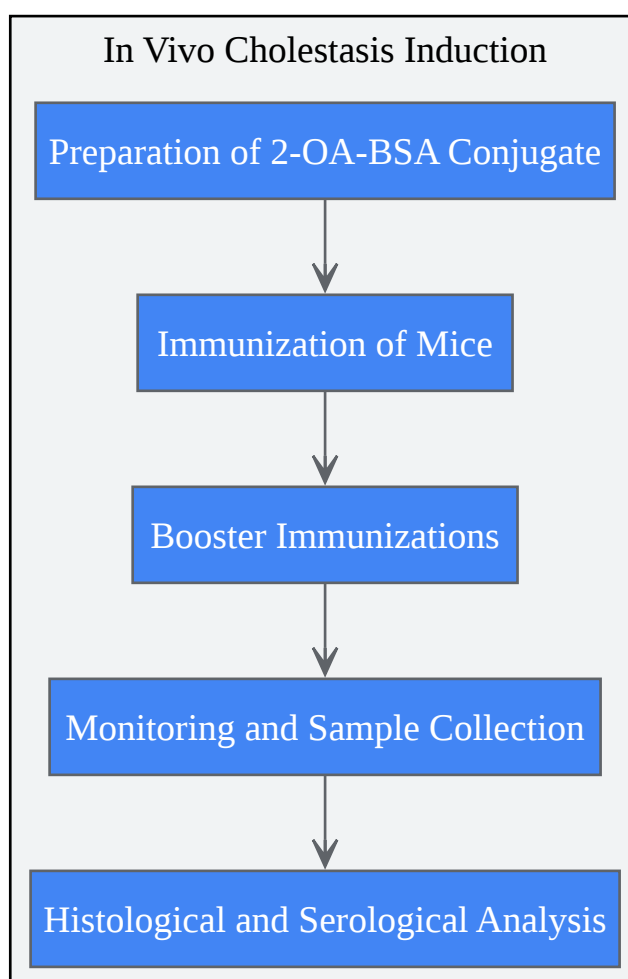 In Vivo Cholestasis Induction
Preparation of 2-OA-BSA Conjugate
Immunization of Mice
Booster Immunizations
Monitoring and Sample Collection
Histological and Serological Analysis